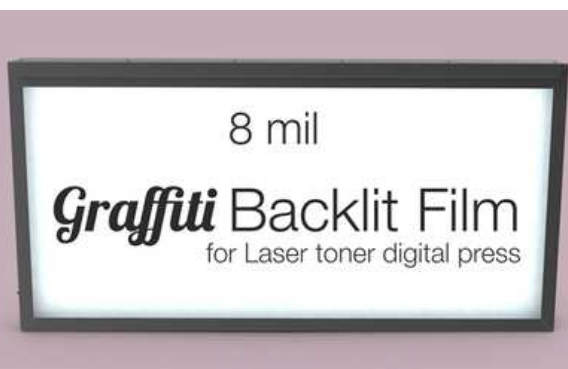 8 mil
Graffiti Backlit Film
for Laser toner digital press